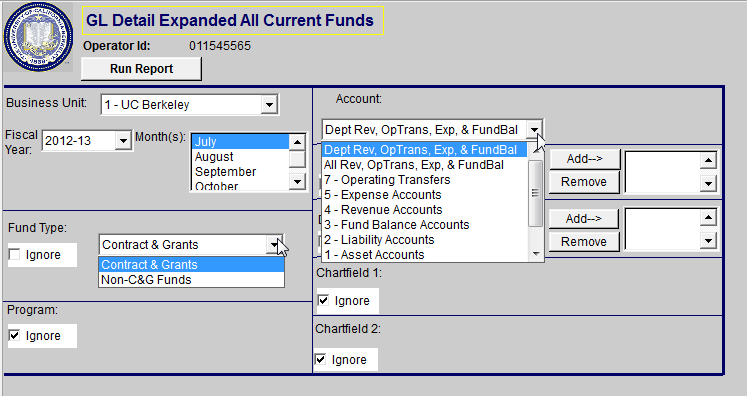 GL Detail Expanded All Current Funds
Operator Id: 011545565
Run Report
Business Unit: 1 - UC Berkeley
Fiscal Year: 2012-13 Month(s):
July
August
September
October
Account:
Dept Rev, OpTrans, Exp, & FundBal
Dept Rev, OpTrans, Exp, & FundBal
All Rev, OpTrans, Exp, & FundBal
7 - Operating Transfers
5 - Expense Accounts
4 - Revenue Accounts
3 - Fund Balance Accounts
2 - Liability Accounts
1 - Asset Accounts
Add-->
Remove
Add-->
Remove
Fund Type:
Ignore
Contract & Grants
Contract & Grants
Non-C&G Funds
Chartfield 1:
Ignore
Program:
Ignore
Chartfield 2:
Ignore